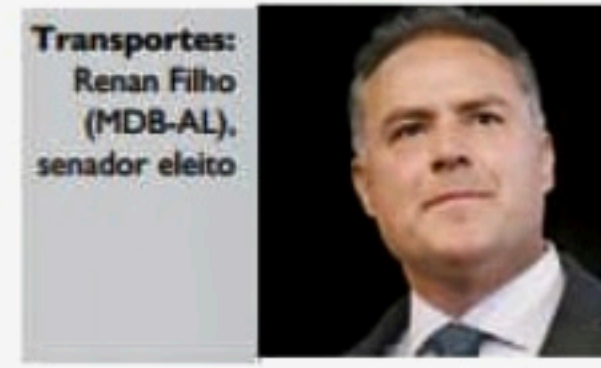 Transportes:
Renan Filho
(MDB-AL),
senador eleito